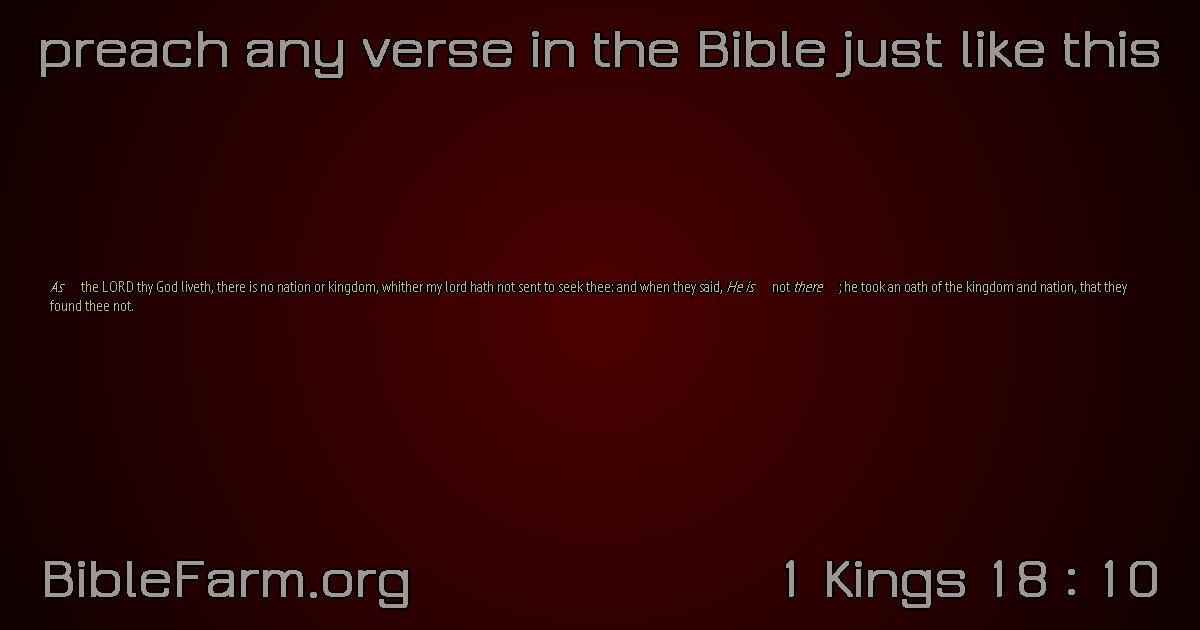 preach any verse in the Bible just like this
As the LORD thy God liveth, there is no nation or kingdom, whither my lord hath not sent to seek thee: and when they said, He is not there ; he took an oath of the kingdom and nation, that they
found thee not.
BibleFarm.org
1 Kings 18 : 10